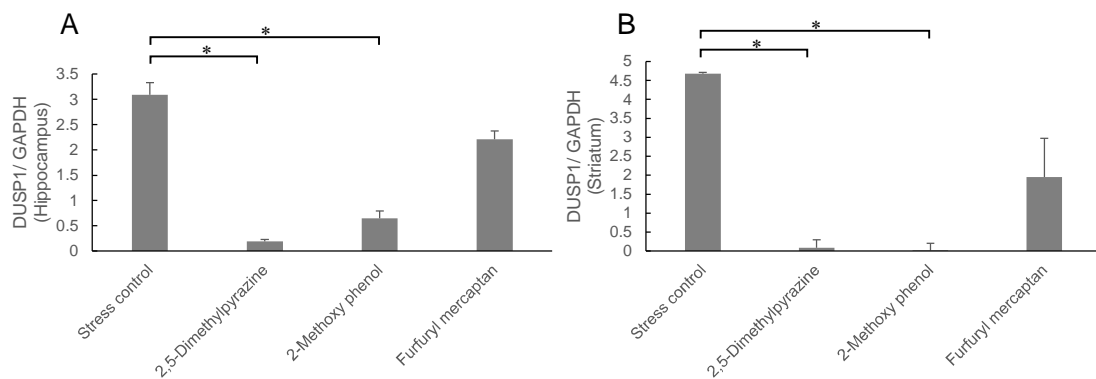 A
*
*
DUSP1/ GAPDH
(Hippocampus)
3.5
3
2.5
2
1.5
1
0.5
0
Stress control
2,5-Dimethylpyrazine
2-Methoxy phenol
Furfuryl mercaptan
B
*
*
DUSP1/ GAPDH
(Striatum)
5
4.5
4
3.5
3
2.5
2
1.5
1
0.5
0
Stress control
2,5-Dimethylpyrazine
2-Methoxy phenol
Furfuryl mercaptan